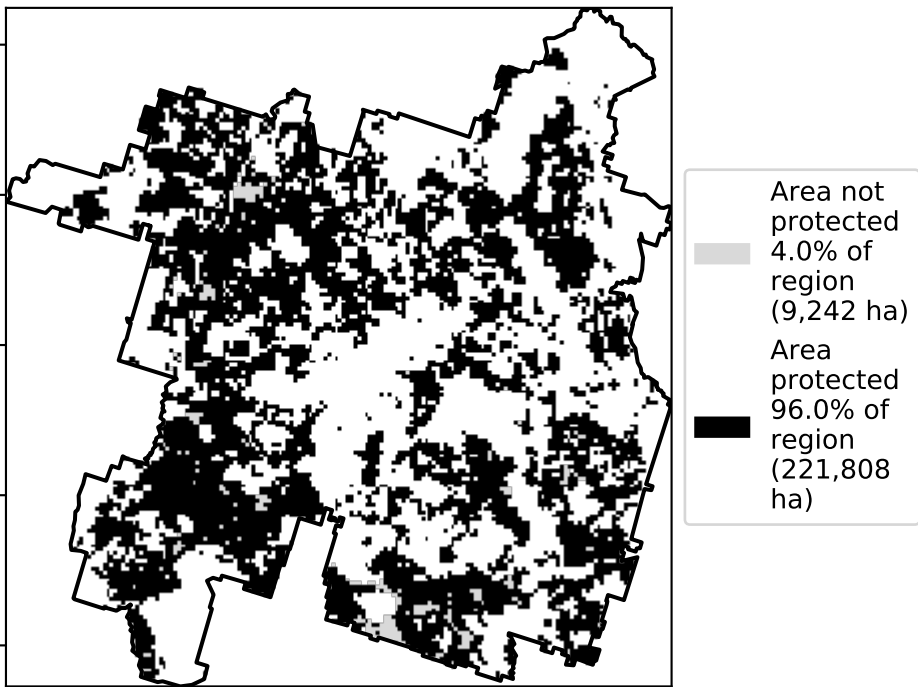 Area not
protected
4.0% of
region
(9,242 ha)
Area
protected
96.0% of
region
(221,808
ha)